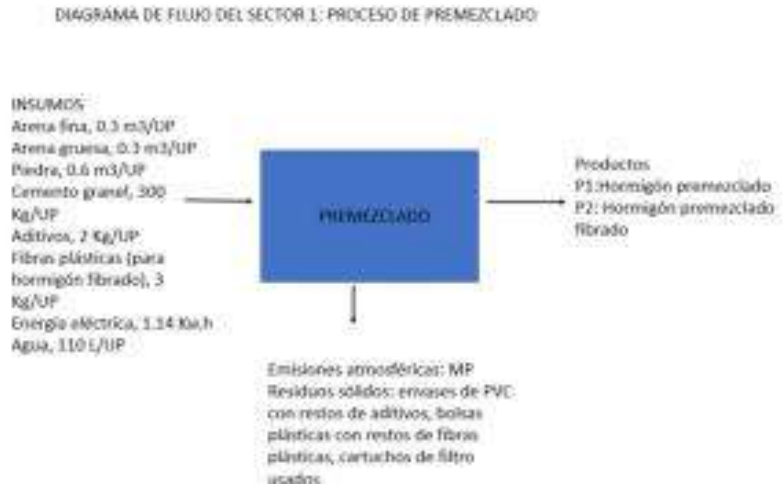 DIAGRAMA DE FLUJO DEL SECTOR 1: PROCESO DE PREMEZCLADO
INSUMOS
Arena fina, 0.3 m3/UP
Arena gruesa, 0.3 m3/UP
Piedra, 0.6 m3/UP
Cemento granel, 300
Kg/UP
Aditivos, 2 Kg/UP
Fibras plásticas (para
hormigón fibrado), 3
Kg/UP
Energía eléctrica, 1.14 Kw.h
Agua, 110 L/UP
PREMEZCLADO
Productos
P1:Hormigón premezclado
P2: Hormigón premezclado
fibrado
Emisiones atmosféricas: MP
Residuos sólidos: envases de PVC
con restos de aditivos, bolsas
plásticas con restos de fibras
plásticas, cartuchos de filtro
usados